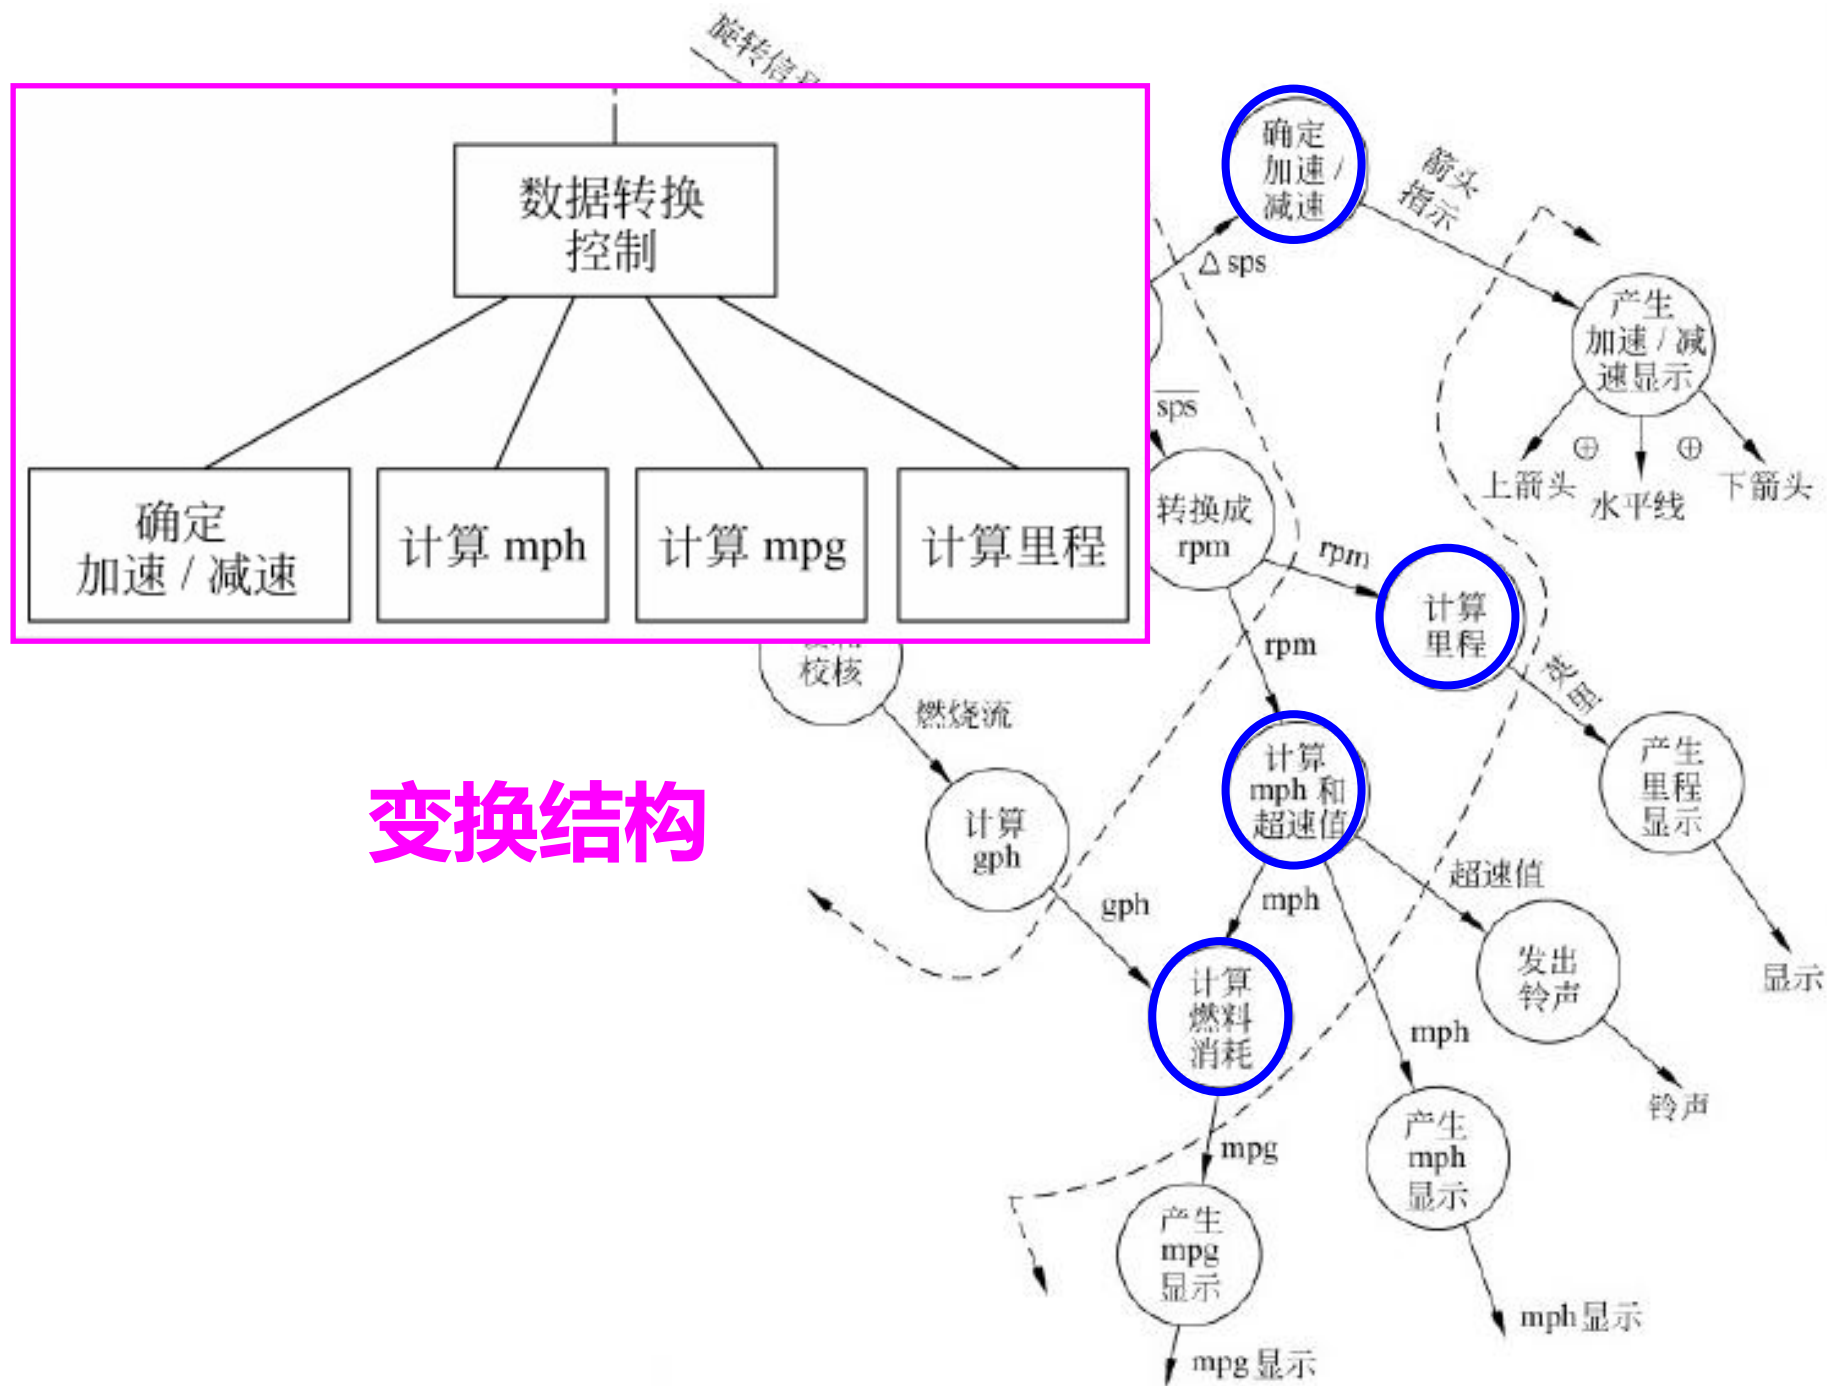 旋转信号
数据转换
控制
确定
加速 / 减速
计算 mph
计算 mpg
计算里程
变换结构
确定
加速 /
减速
箭头
指示
△ sps
产生
加速 / 减
速显示
上箭头
水平线
下箭头
sps
转换成
rpm
rpm
计算
里程
rpm
英里
产生
里程
显示
显示
校核
燃烧流
计算
gph
gph
计算
mph 和
超速值
mph
超速值
发出
铃声
铃声
计算
燃料
消耗
mph
产生
mph
显示
mph 显示
mpg
产生
mpg
显示
mpg 显示